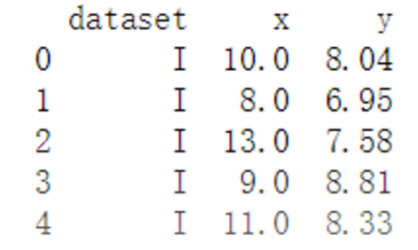 dataset x y
0 I 10.0 8.04
1 I 8.0 6.95
2 I 13.0 7.58
3 I 9.0 8.81
4 I 11.0 8.33